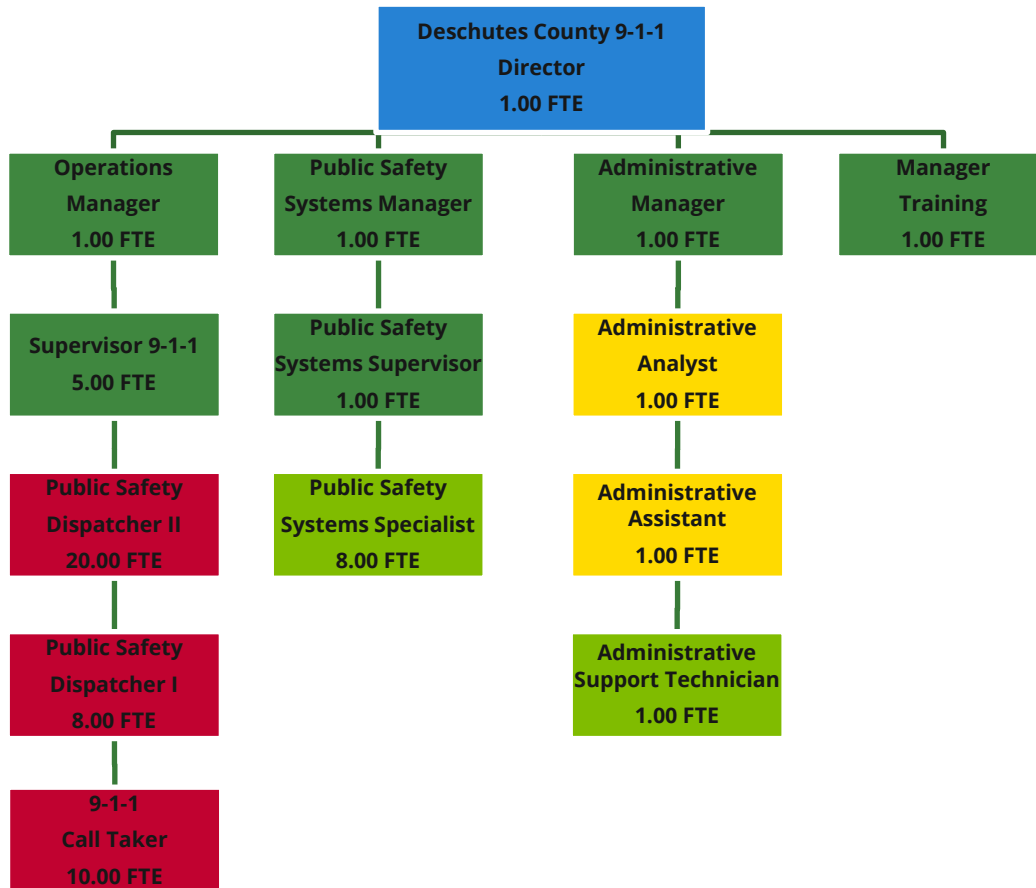 Deschutes County 9-1-1
Director
1.00 FTE
Operations
Manager
1.00 FTE
Public Safety
Systems Manager
1.00 FTE
Administrative
Manager
1.00 FTE
Manager
Training
1.00 FTE
Supervisor 9-1-1
5.00 FTE
Public Safety
Systems Supervisor
1.00 FTE
Administrative
Analyst
1.00 FTE
Public Safety
Dispatcher II
20.00 FTE
Public Safety
Systems Specialist
8.00 FTE
Administrative
Assistant
1.00 FTE
Public Safety
Dispatcher I
8.00 FTE
Administrative
Support Technician
1.00 FTE
9-1-1
Call Taker
10.00 FTE